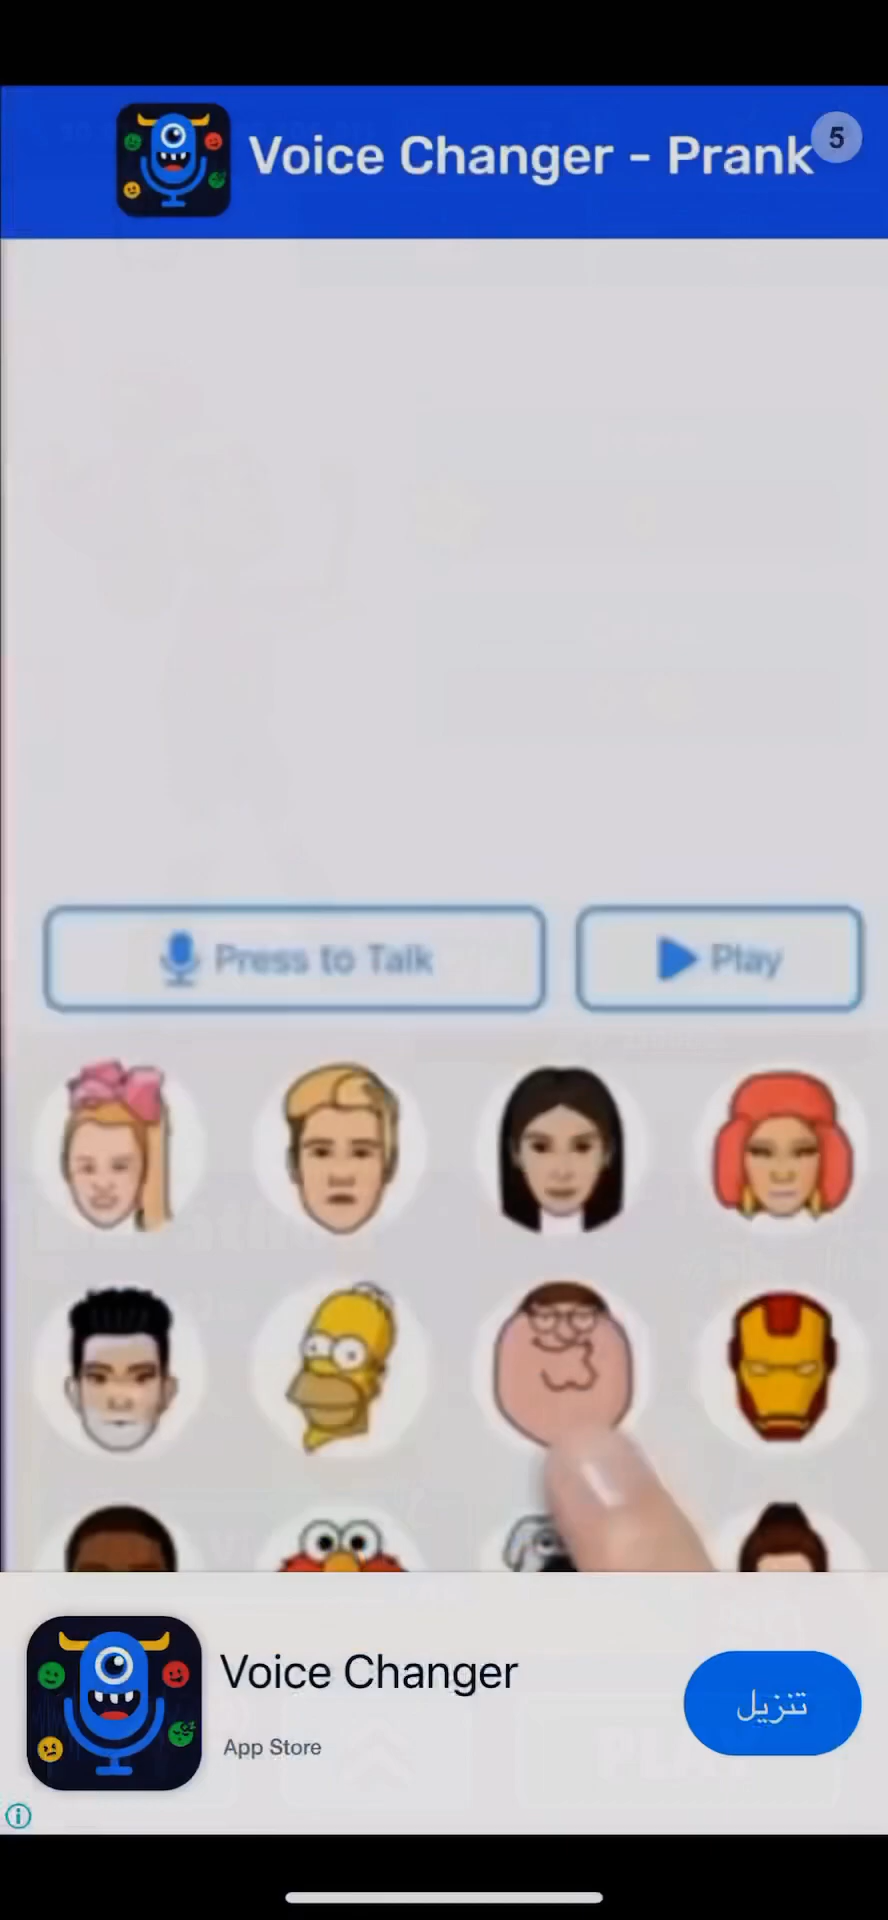 Voice Changer - Prank
5
Press to Talk
Play
Voice Changer
App Store
تنزيل